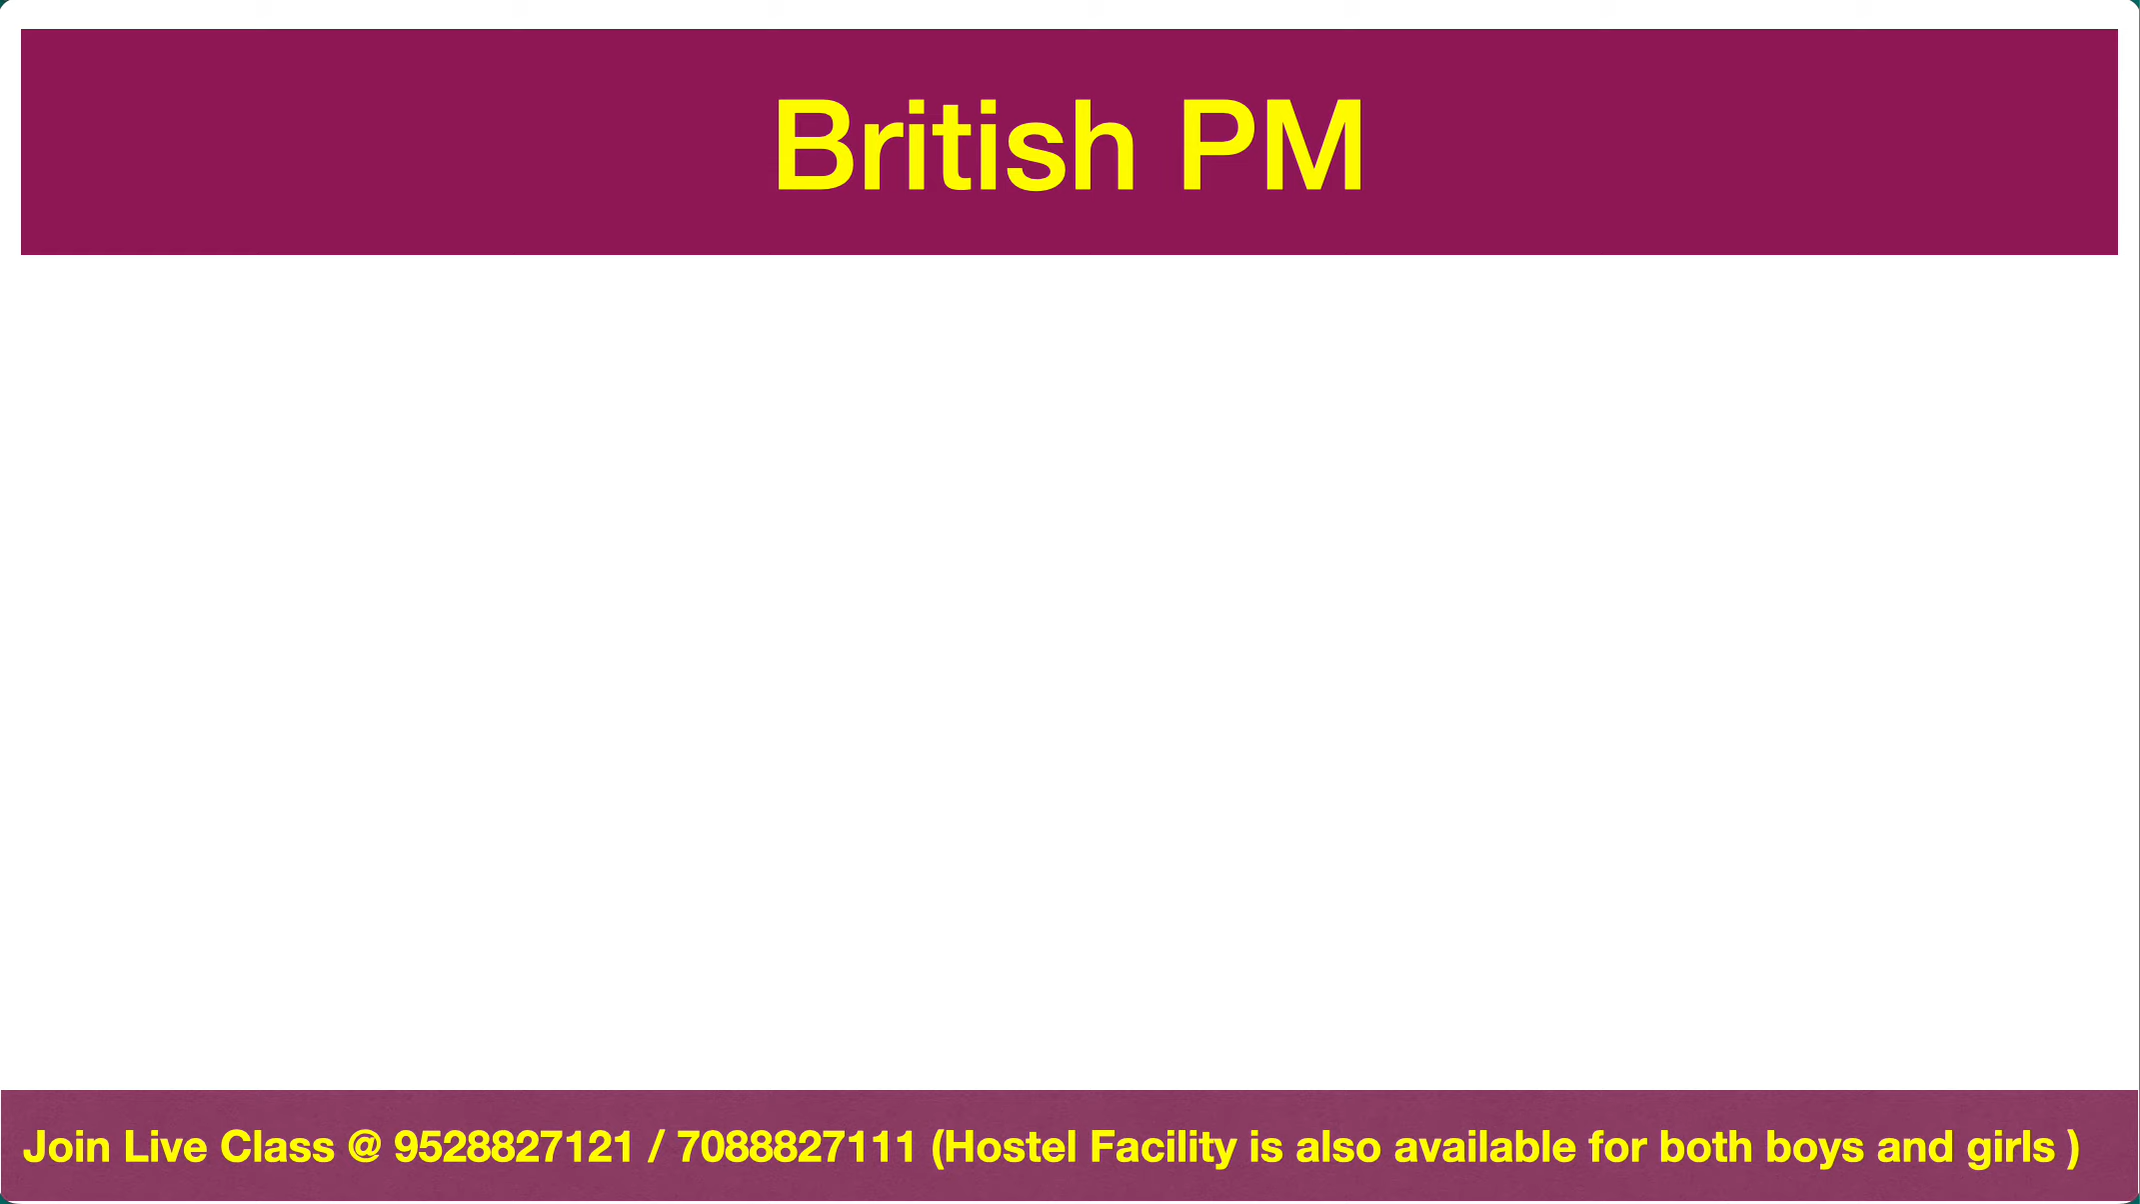 British PM
Join Live Class @ 9528827121 / 7088827111 (Hostel Facility is also available for both boys and girls )